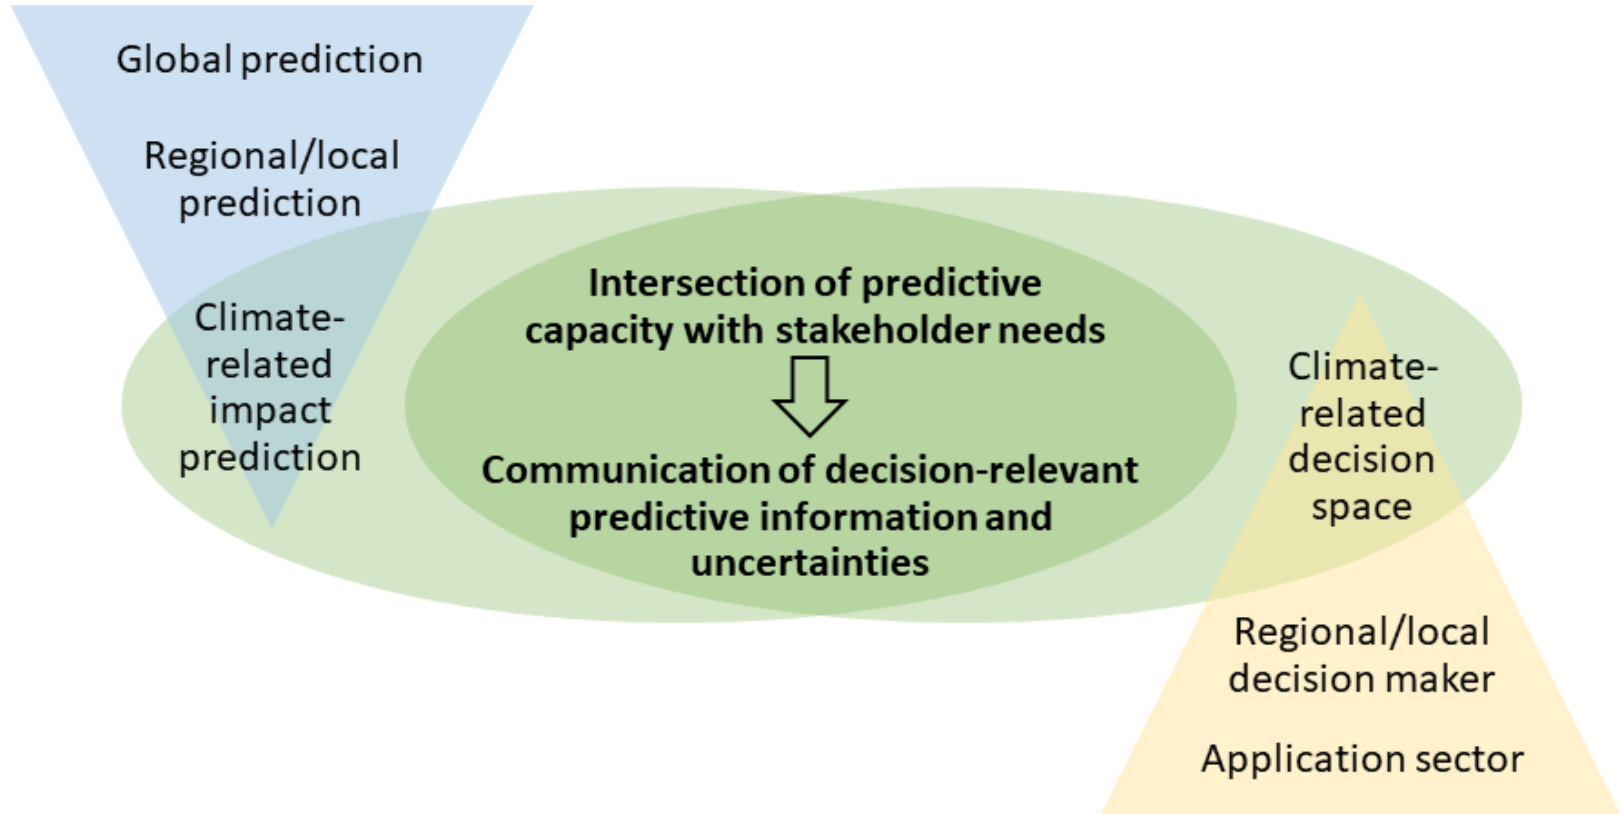 Global prediction
Regional/local
prediction
Climate-
related
impact
prediction
Intersection of predictive
capacity with stakeholder needs
Communication of decision-relevant
predictive information and
uncertainties
Climate-
related
decision
space
Regional/local
decision maker
Application sector